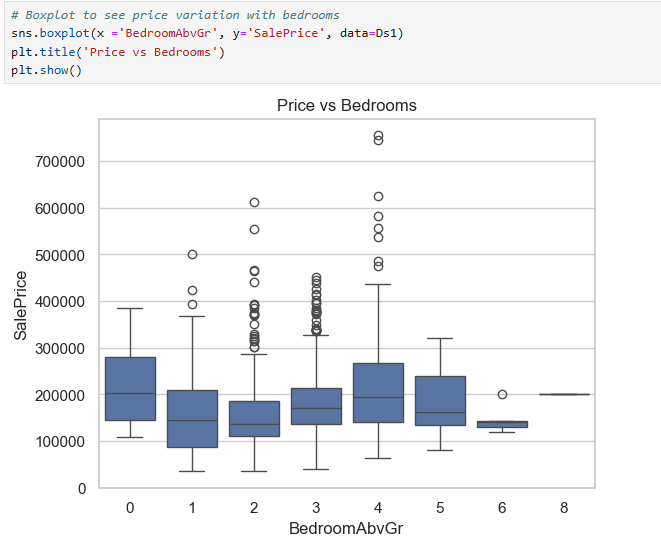 # Boxplot to see price variation with bedrooms
sns.boxplot(x ='BedroomAbvGr', y='SalePrice', data=Ds1)
plt.title('Price vs Bedrooms')
plt.show()
Price vs Bedrooms
700000
600000
500000
400000
300000
200000
100000
0
SalePrice
0 1 2 3 4 5 6 8
BedroomAbvGr